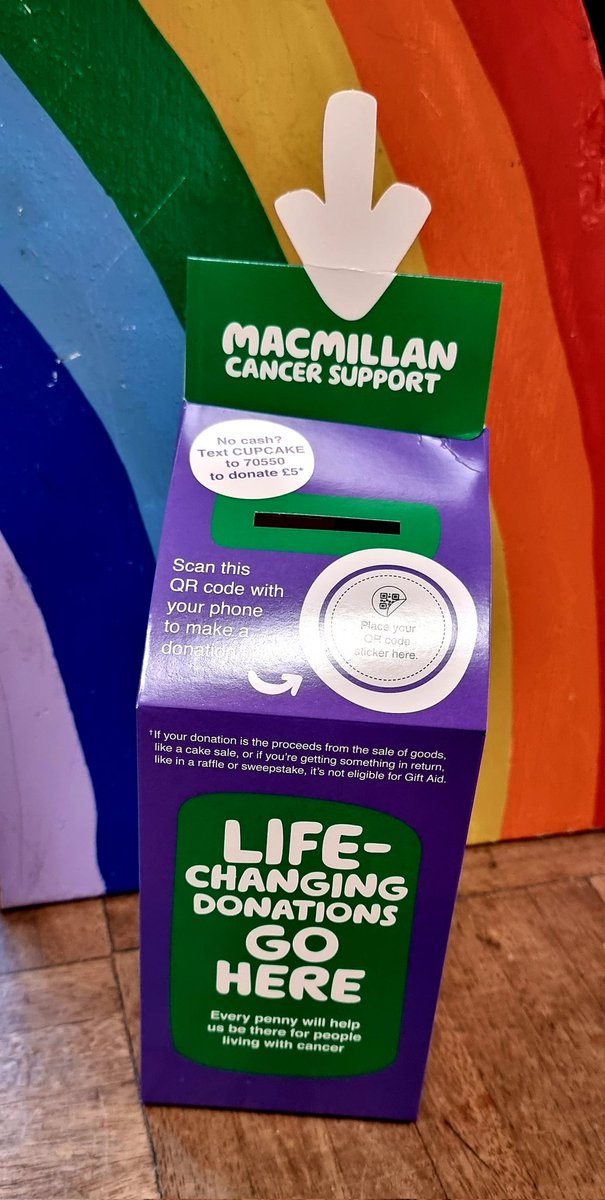 MACMILLAN
CANCER SUPPORT
No cash?
Text CUPCAKE
to 70550
to donate £5*
Scan this
QR code with
your phone
to make a
donation
Place your
QR code
sticker here.
†If your donation is the proceeds from the sale of goods,
like a cake sale, or if you're getting something in return,
like in a raffle or sweepstake, it's not eligible for Gift Aid.
LIFE-
CHANGING
DONATIONS
GO
HERE
Every penny will help
us be there for people
living with cancer